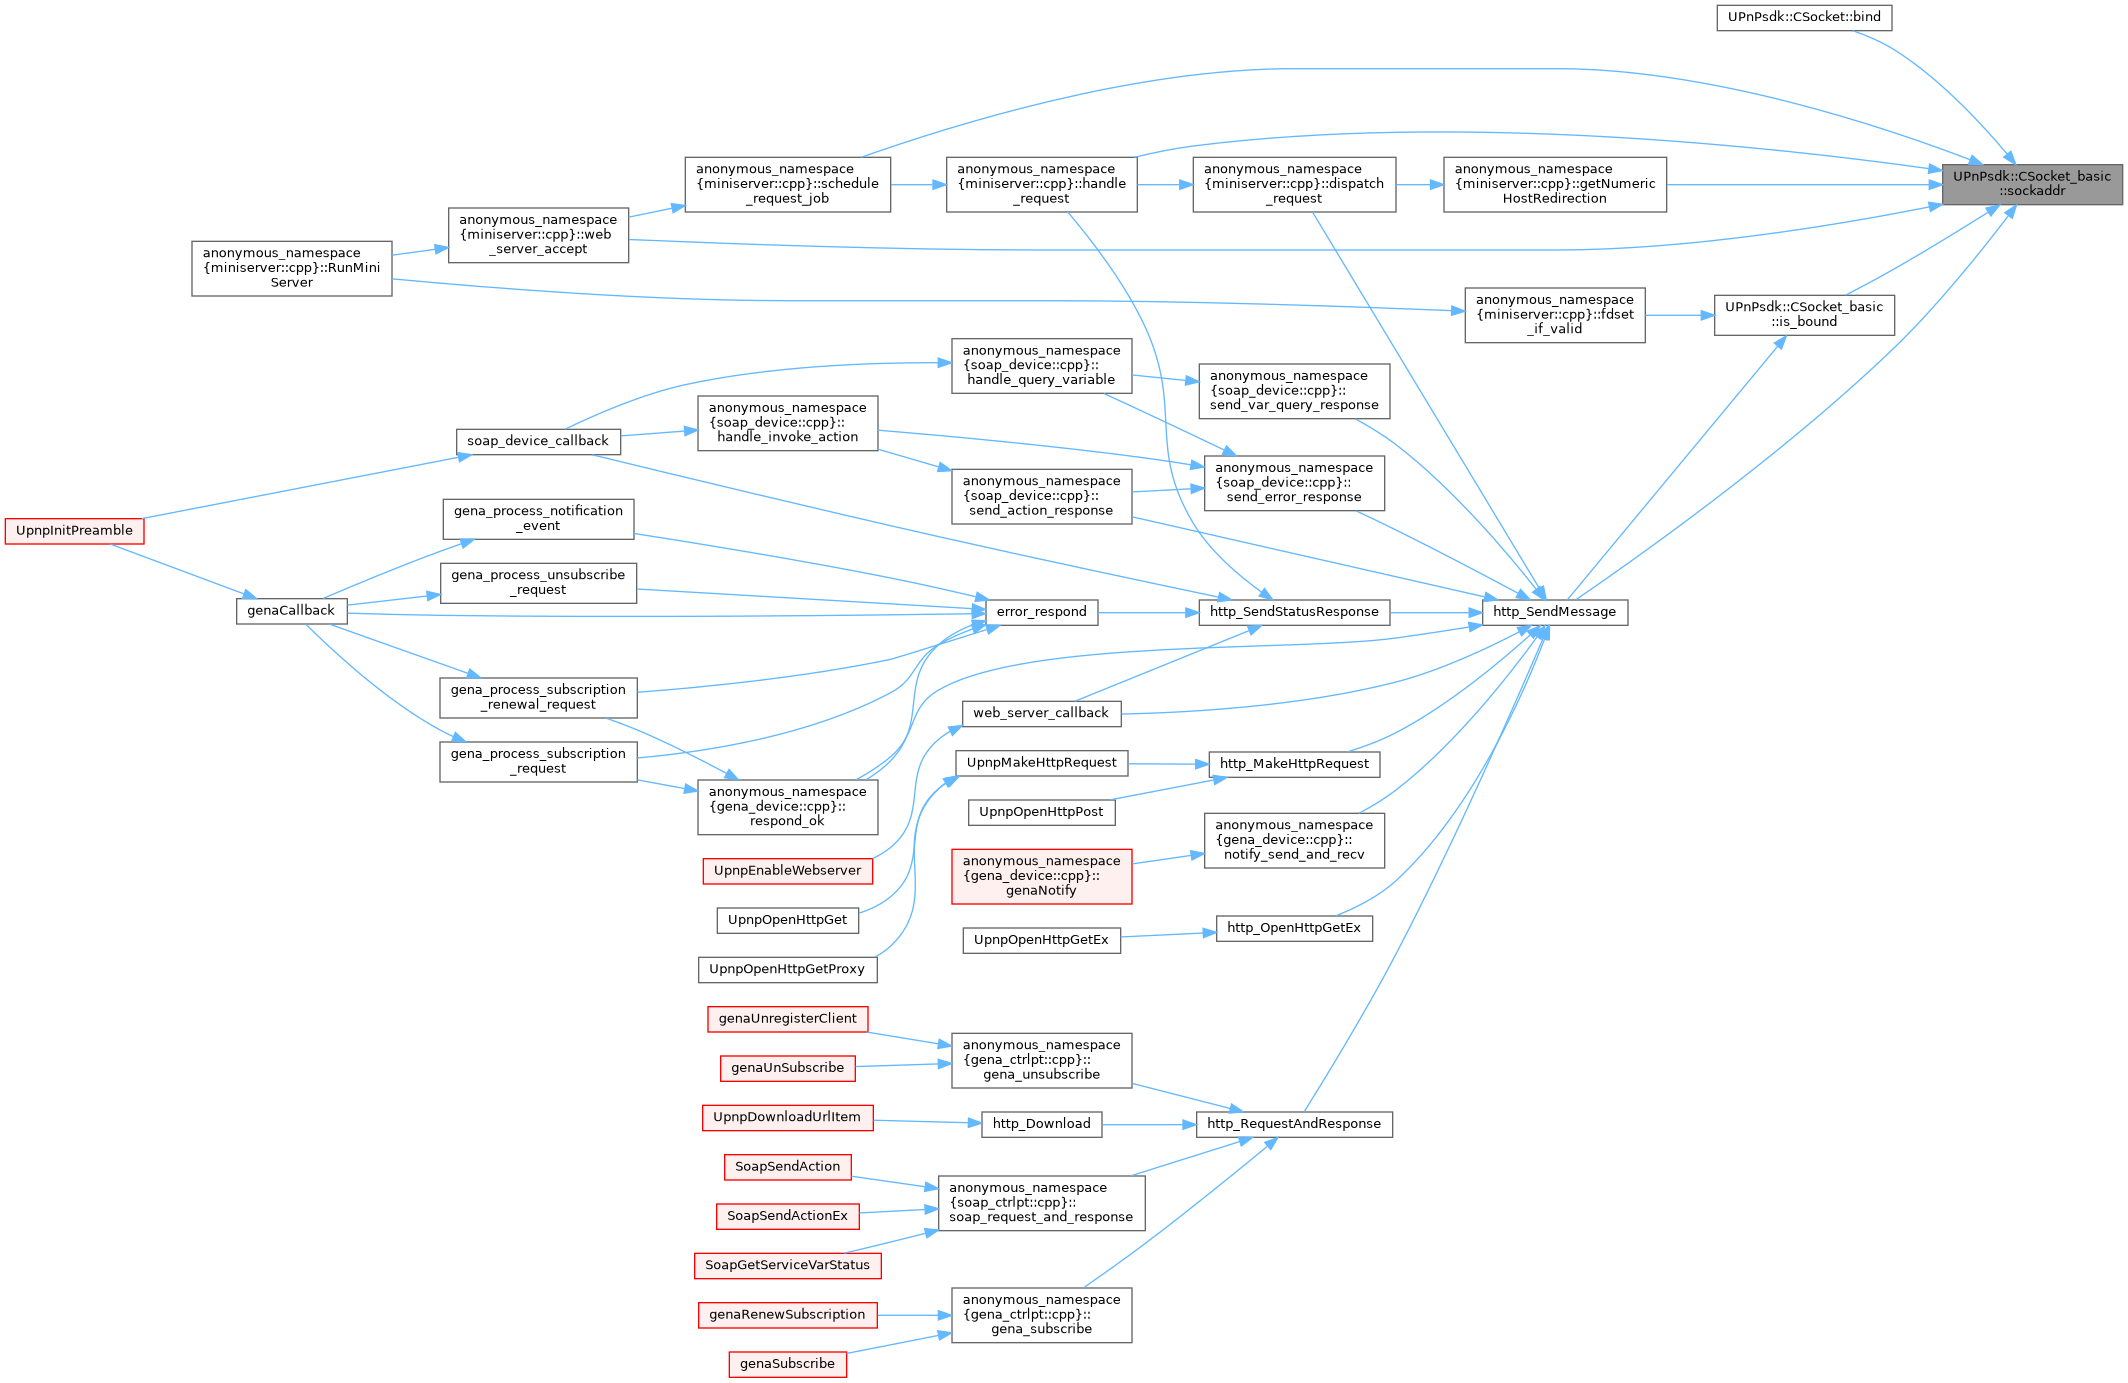 UPnPsdk::CSocket::bind
anonymous_namespace
{miniserver::cpp}::schedule
_request_job
anonymous_namespace
{miniserver::cpp}::handle
_request
anonymous_namespace
{miniserver::cpp}::dispatch
_request
anonymous_namespace
{miniserver::cpp}::getNumeric
HostRedirection
UPnPsdk::CSocket_basic
::sockaddr
anonymous_namespace
{miniserver::cpp}::web
_server_accept
anonymous_namespace
{miniserver::cpp}::RunMini
Server
anonymous_namespace
{miniserver::cpp}::fdset
_if_valid
UPnPsdk::CSocket_basic
::is_bound
anonymous_namespace
{soap_device::cpp}::
handle_query_variable
anonymous_namespace
{soap_device::cpp}::
send_var_query_response
anonymous_namespace
{soap_device::cpp}::
handle_invoke_action
soap_device_callback
anonymous_namespace
{soap_device::cpp}::
send_error_response
anonymous_namespace
{soap_device::cpp}::
send_action_response
UpnpInitPreamble
gena_process_notification
_event
gena_process_unsubscribe
_request
genaCallback
error_respond
http_SendStatusResponse
http_SendMessage
gena_process_subscription
_renewal_request
web_server_callback
gena_process_subscription
_request
UpnpMakeHttpRequest
http_MakeHttpRequest
anonymous_namespace
{gena_device::cpp}::
respond_ok
UpnpOpenHttpPost
anonymous_namespace
{gena_device::cpp}::
notify_send_and_recv
UpnpEnableWebserver
anonymous_namespace
{gena_device::cpp}::
genaNotify
UpnpOpenHttpGet
http_OpenHttpGetEx
UpnpOpenHttpGetEx
UpnpOpenHttpGetProxy
genaUnregisterClient
anonymous_namespace
{gena_ctrlpt::cpp}::
gena_unsubscribe
genaUnSubscribe
UpnpDownloadUrlItem
http_Download
http_RequestAndResponse
SoapSendAction
anonymous_namespace
{soap_ctrlpt::cpp}::
soap_request_and_response
SoapSendActionEx
SoapGetServiceVarStatus
genaRenewSubscription
anonymous_namespace
{gena_ctrlpt::cpp}::
gena_subscribe
genaSubscribe